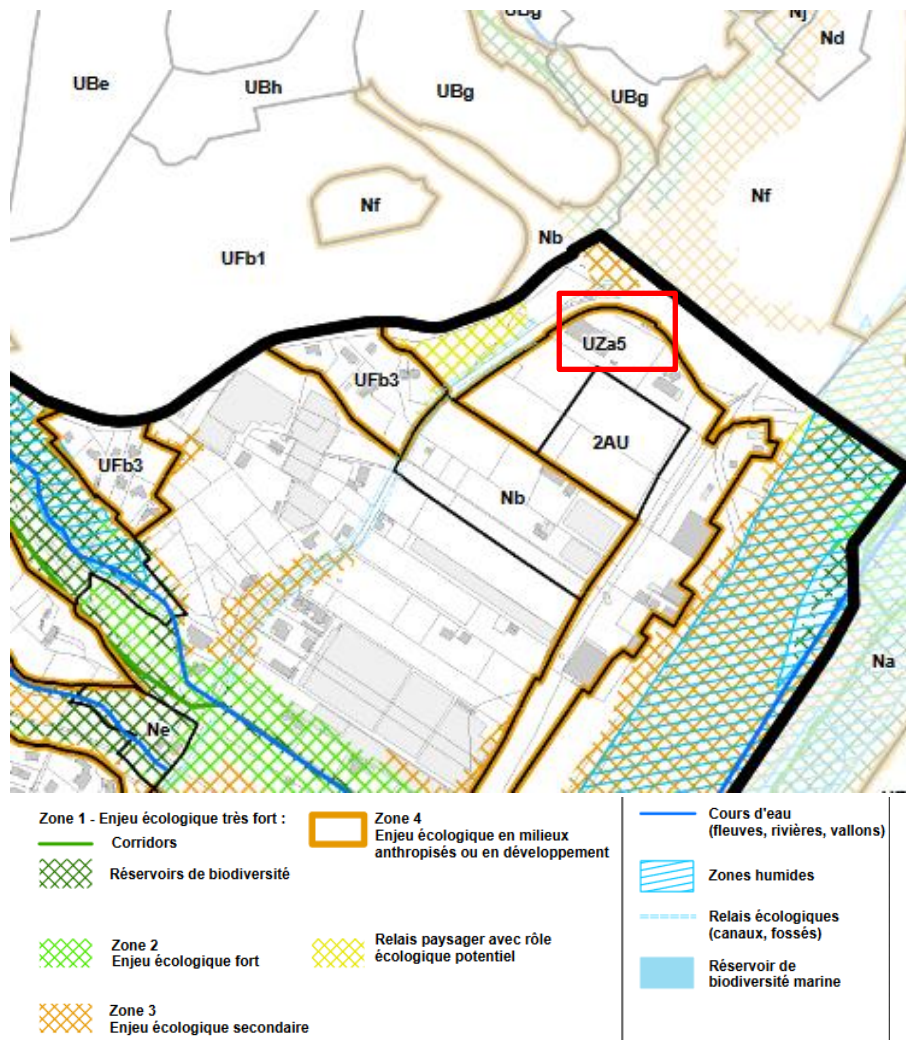 UBg
Nj
Nd
UBe
UBh
UBg
UBg
Nf
Nf
Nb
UFb1
UZa5
UFb3
2AU
UFb3
Nb
Na
Ne
Zone 1 - Enjeu écologique très fort :
Corridors
Réservoirs de biodiversité
Zone 2
Enjeu écologique fort
Zone 3
Enjeu écologique secondaire
Zone 4
Enjeu écologique en milieux
anthropisés ou en développement
Relais paysager avec rôle
écologique potentiel
Cours d'eau
(fleuves, rivières, vallons)
Zones humides
Relais écologiques
(canaux, fossés)
Réservoir de
biodiversité marine